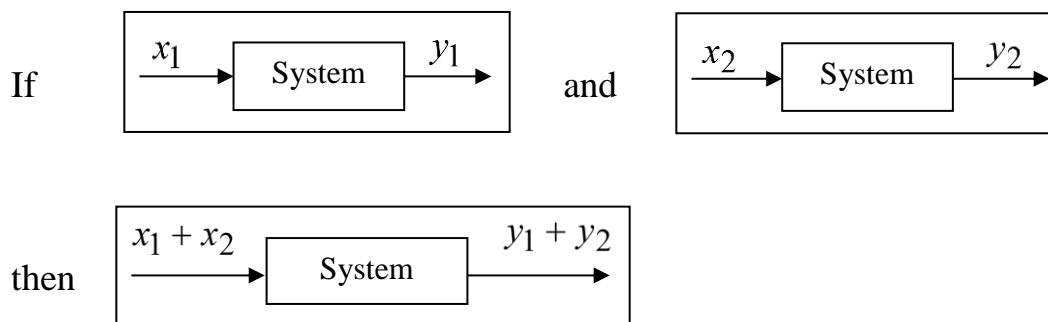 If x₁ System y₁ and x₂ System y₂
then x₁ + x₂ System y₁ + y₂